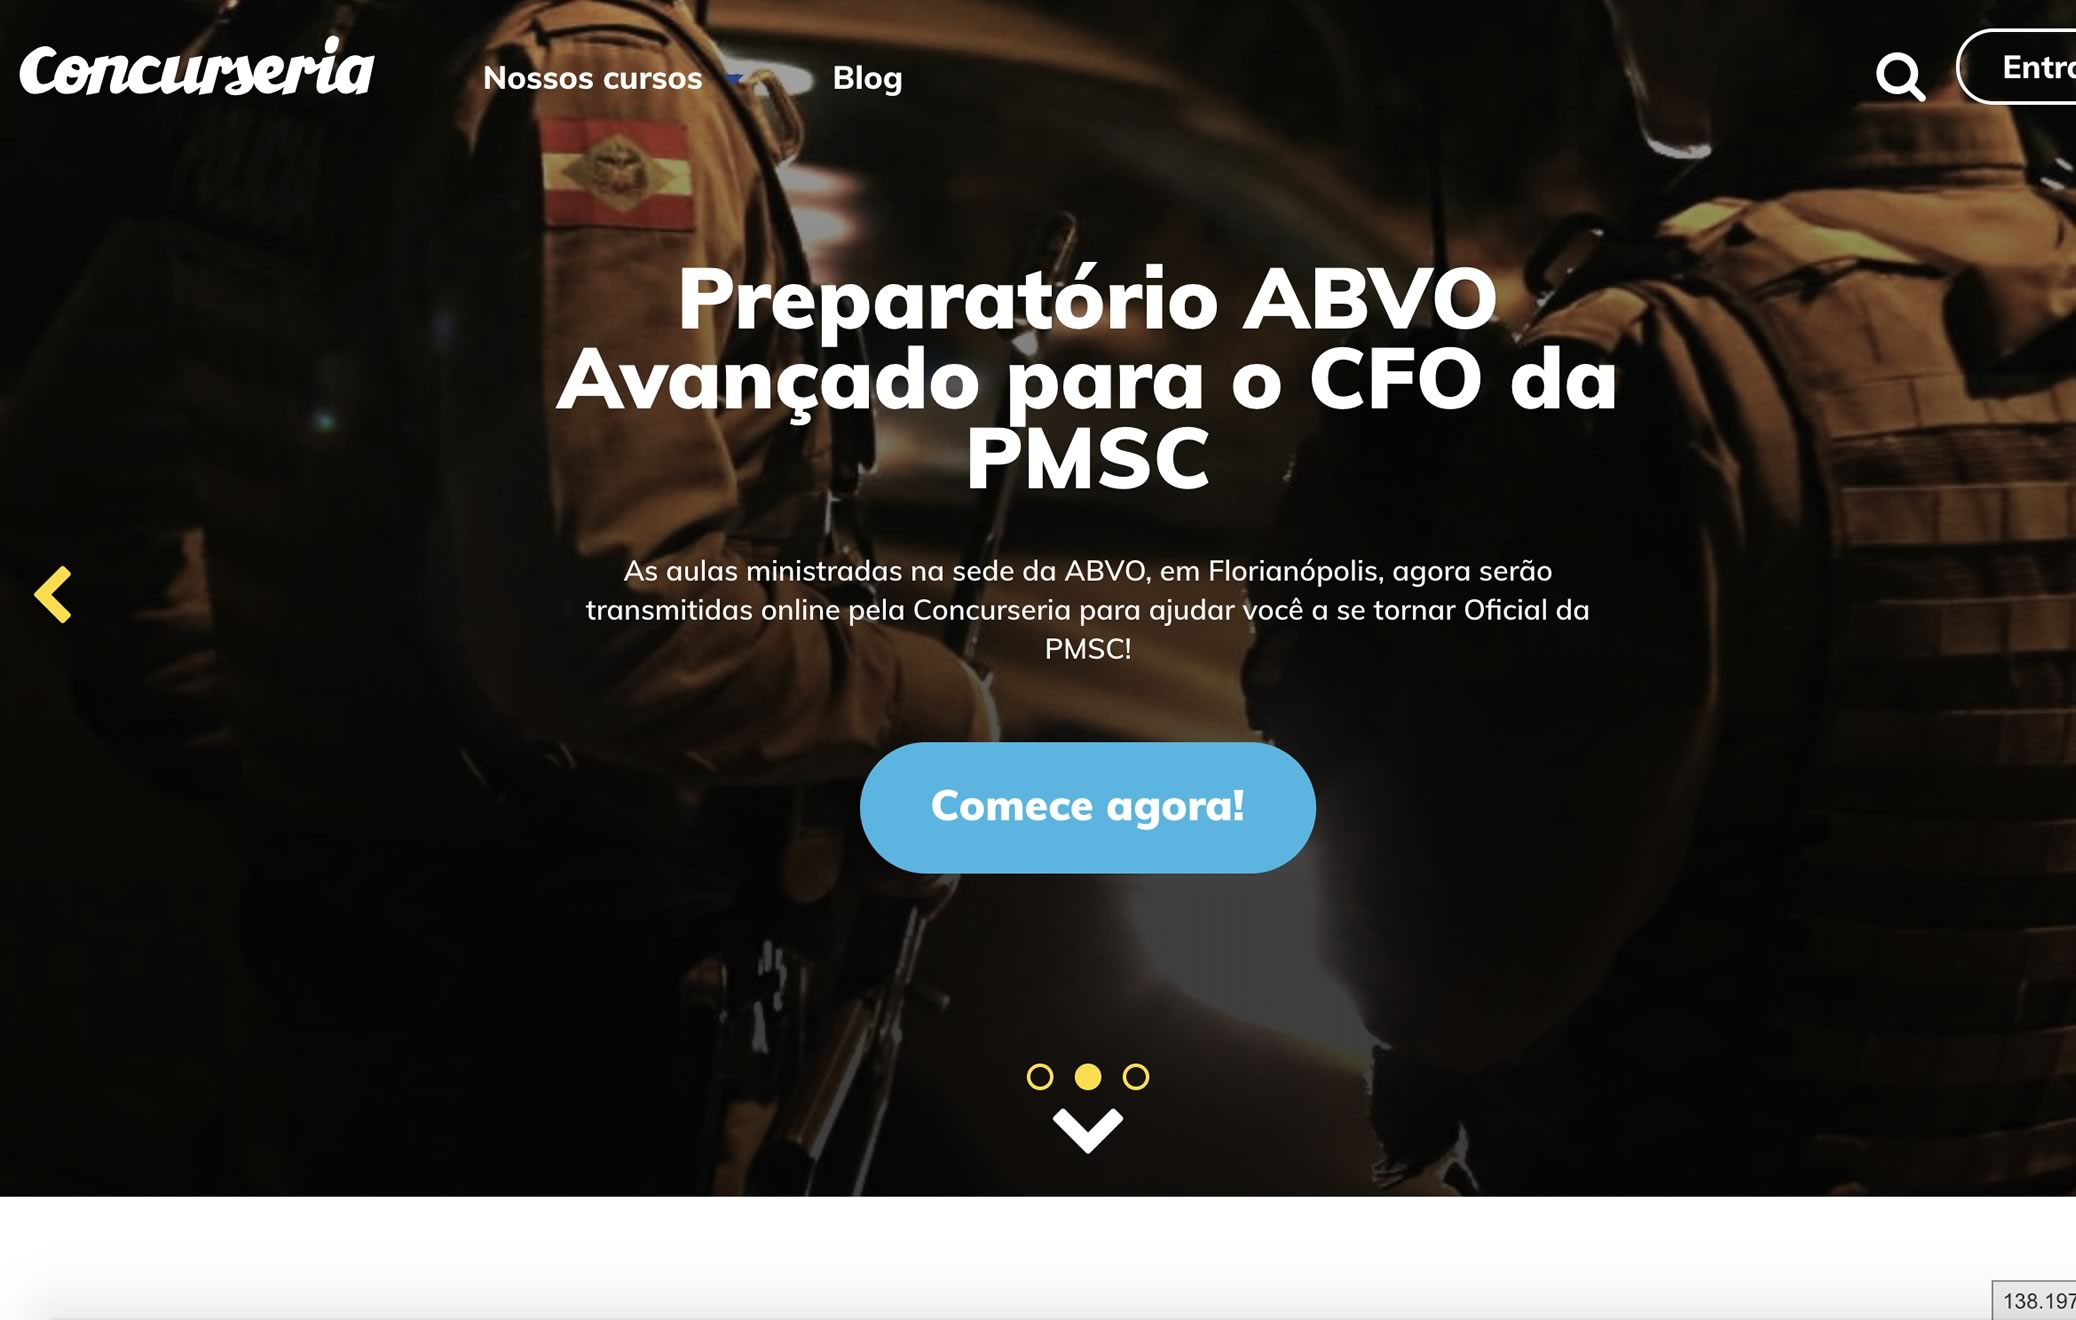 Concurseria
Nossos cursos
Blog
Preparatório ABVO
Avançado para o CFO da
PMSC
As aulas ministradas na sede da ABVO, em Florianópolis, agora serão
transmitidas online pela Concurseria para ajudar você a se tornar Oficial da
PMSC!
Comece agora!
138.197